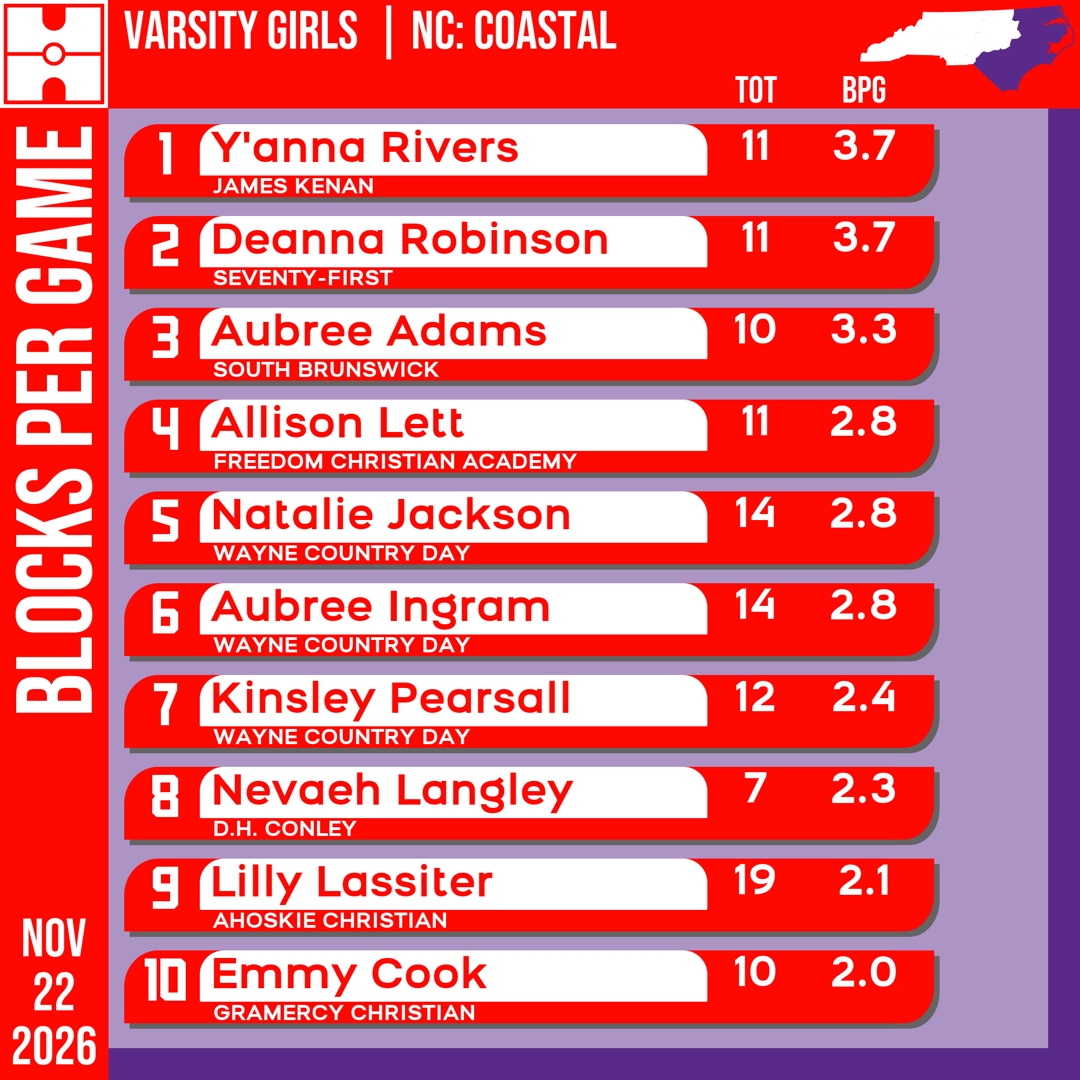 VARSITY GIRLS | NC: COASTAL
TOT BPG
BLOCKS PER GAME
1 Y'anna Rivers 11 3.7
JAMES KENAN
2 Deanna Robinson 11 3.7
SEVENTY-FIRST
3 Aubree Adams 10 3.3
SOUTH BRUNSWICK
4 Allison Lett 11 2.8
FREEDOM CHRISTIAN ACADEMY
5 Natalie Jackson 14 2.8
WAYNE COUNTRY DAY
6 Aubree Ingram 14 2.8
WAYNE COUNTRY DAY
7 Kinsley Pearsall 12 2.4
WAYNE COUNTRY DAY
8 Nevaeh Langley 7 2.3
D.H. CONLEY
9 Lilly Lassiter 19 2.1
AHOSKIE CHRISTIAN
10 Emmy Cook 10 2.0
GRAMERCY CHRISTIAN
NOV
22
2026